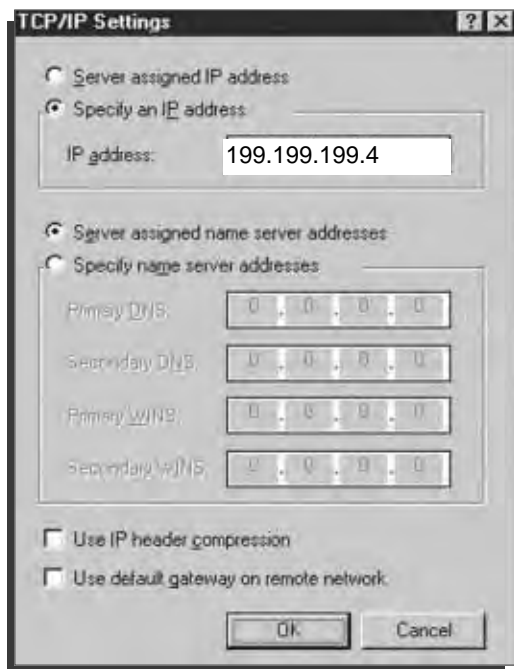 TCP/IP Settings
Server assigned IP address
Specify an IP address
IP address: 199.199.199.4
Server assigned name server addresses
Specify name server addresses
Primary DNS: 0 . 0 . 0 . 0
Secondary DNS: 0 . 0 . 0 . 0
Primary WINS: 0 . 0 . 0 . 0
Secondary WINS: 0 . 0 . 0 . 0
Use IP header compression
Use default gateway on remote network
OK Cancel